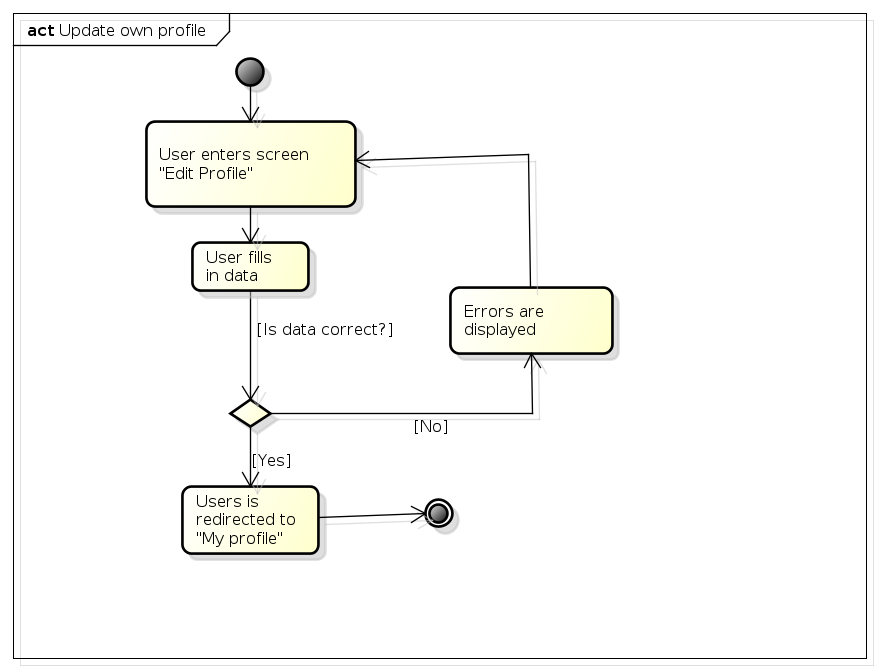 act Update own profile
User enters screen
"Edit Profile"
User fills
in data
[Is data correct?]
Errors are
displayed
[No]
[Yes]
Users is
redirected to
"My profile"